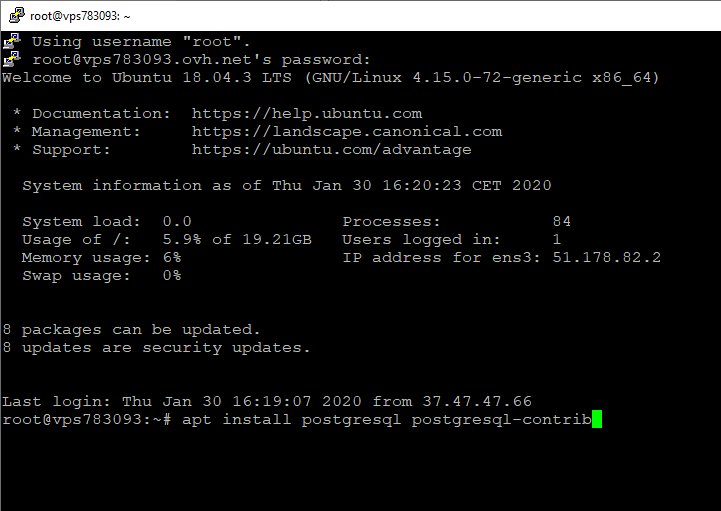 root@vps783093: ~
Using username "root".
root@vps783093.ovh.net's password:
Welcome to Ubuntu 18.04.3 LTS (GNU/Linux 4.15.0-72-generic x86_64)
* Documentation:  https://help.ubuntu.com
* Management:     https://landscape.canonical.com
* Support:        https://ubuntu.com/advantage
System information as of Thu Jan 30 16:20:23 CET 2020
System load:  0.0               Processes:           84
Usage of /:   5.9% of 19.21GB   Users logged in:     1
Memory usage: 6%                IP address for ens3: 51.178.82.2
Swap usage:   0%
8 packages can be updated.
8 updates are security updates.
Last login: Thu Jan 30 16:19:07 2020 from 37.47.47.66
root@vps783093:~# apt install postgresql postgresql-contrib